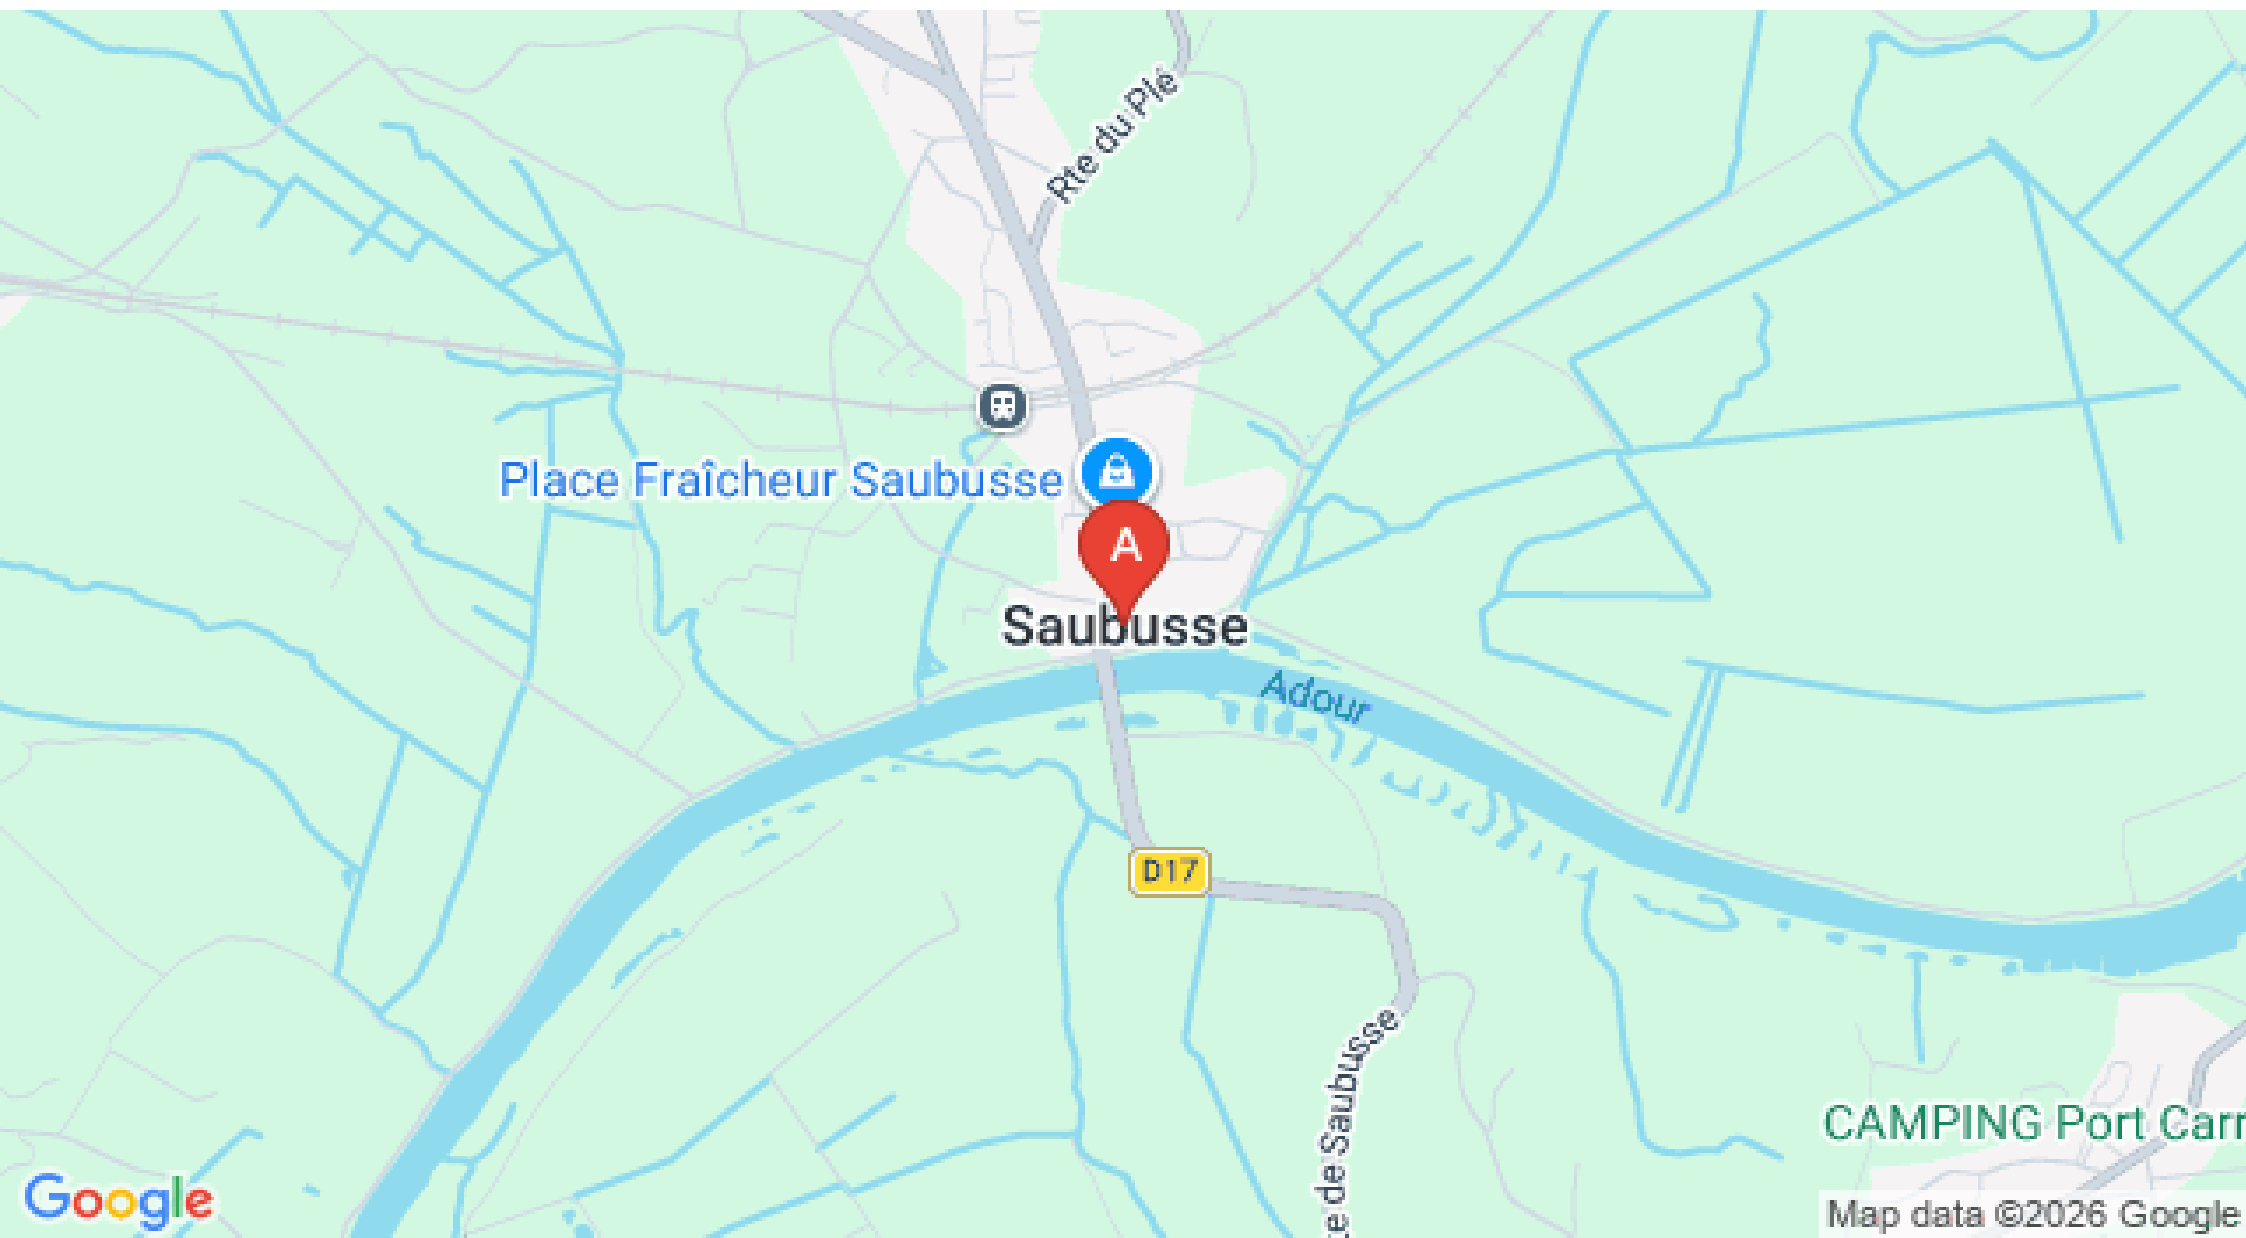 Rte du Plé
Place Fraîcheur Saubusse
A
Saubusse
Adour
D17
te de Saubusse
CAMPING Port Carr
Google
Map data ©2026 Google